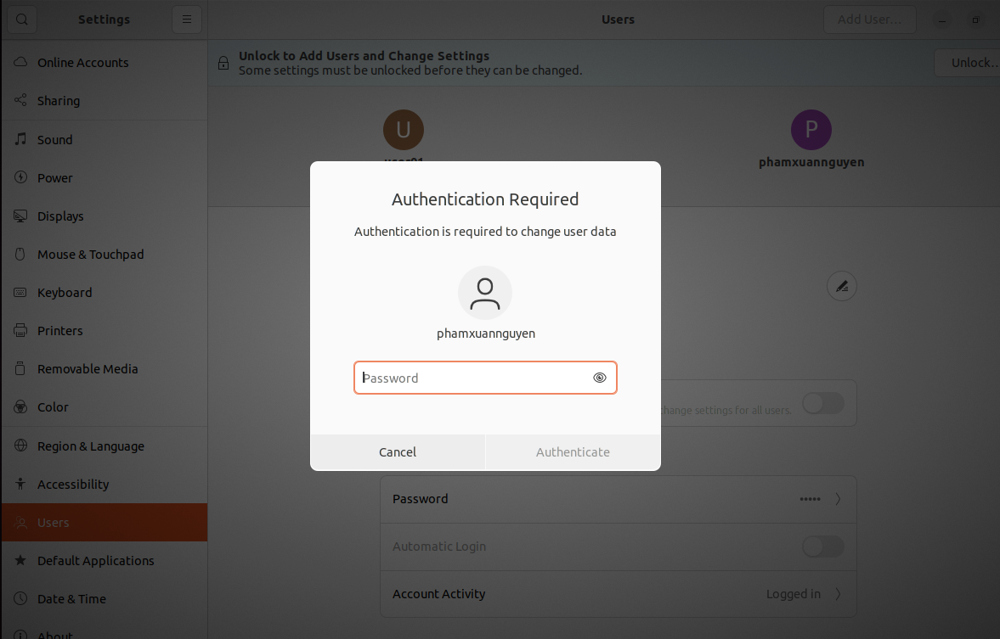 Settings
Users
Add User...
Online Accounts
Sharing
Sound
Power
Displays
Mouse & Touchpad
Keyboard
Printers
Removable Media
Color
Region & Language
Accessibility
Users
Default Applications
Date & Time
About
Unlock to Add Users and Change Settings
Some settings must be unlocked before they can be changed.
Unlock...
U
P
phamxuannguyen
Authentication Required
Authentication is required to change user data
phamxuannguyen
Password
Cancel
Authenticate
change settings for all users.
Password
•••••
Automatic Login
Account Activity
Logged in